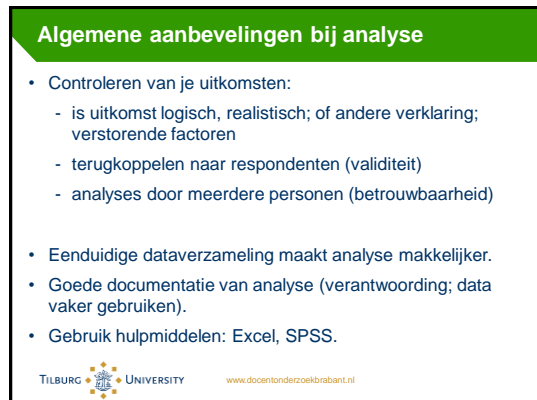 Algemene aanbevelingen bij analyse
• Controleren van je uitkomsten:
- is uitkomst logisch, realistisch; of andere verklaring;
verstorende factoren
- terugkoppelen naar respondenten (validiteit)
- analyses door meerdere personen (betrouwbaarheid)
• Eenduidige dataverzameling maakt analyse makkelijker.
• Goede documentatie van analyse (verantwoording; data
vaker gebruiken).
• Gebruik hulpmiddelen: Excel, SPSS.
TILBURG UNIVERSITY www.docentonderzoekbrabant.nl